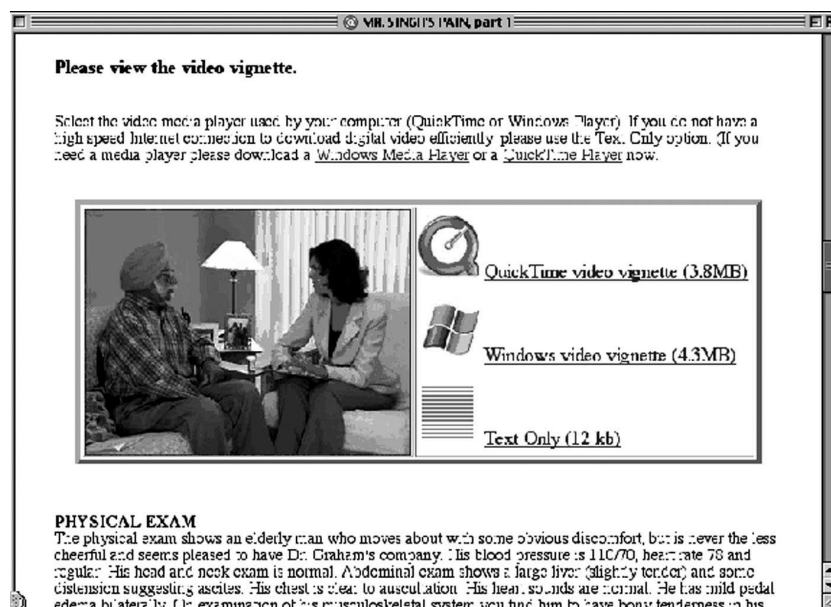 MR. SINGH'S PAIN, part 1
Please view the video vignette.
Select the video media player used by your computer (QuickTime or Windows Player). If you do not have a
high speed Internet connection to download digital video efficiently, please use the Text Only option. (If you
need a media player please download a Windows Media Player or a QuickTime Player now.
QuickTime video vignette (3.8MB)
Windows video vignette (4.3MB)
Text Only (12 kb)
PHYSICAL EXAM
The physical exam shows an elderly man who moves about with some obvious discomfort, but is never the less
cheerful and seems pleased to have Dr. Graham's company. His blood pressure is 110/70, heart rate 78 and
regular. His head and neck exam is normal. Abdominal exam shows a large liver (slightly tender) and some
distension suggesting ascites. His chest is clear to auscultation. His heart sounds are normal. He has mild pedal
edema bilaterally. On examination of his musculoskeletal system you find him to have bony tenderness in his